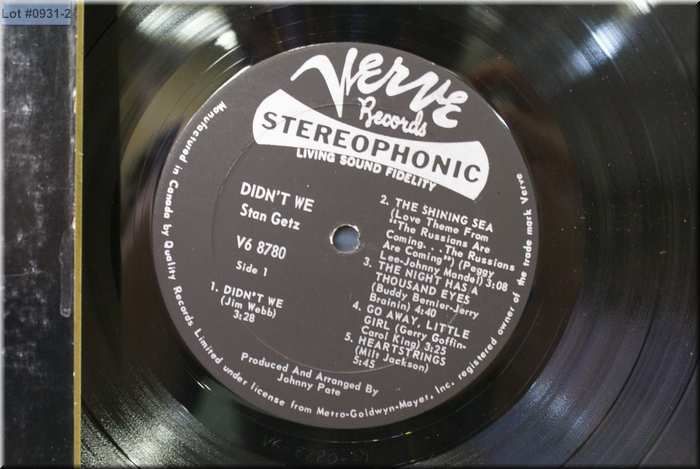 Lot #0931-2
VERVE
Records
STEREOPHONIC
LIVING SOUND FIDELITY
DIDN'T WE
Stan Getz
V6 8780
Side 1
1. DIDN'T WE
(Jim Webb)
3:28
2. THE SHINING SEA
(Love Theme From
"The Russians Are
Coming...The Russians
Are Coming") (Peggy
Lee-Johnny Mandel) 3:08
3. THE NIGHT HAS A
THOUSAND EYES
(Buddy Bernier-Jerry
Brainin) 4:40
4. GO AWAY, LITTLE
GIRL (Gerry Goffin-
Carol King) 3:25
5. HEARTSTRINGS
(Milt Jackson)
5:45
Produced And Arranged By
Johnny Pate
Manufactured in Canada by Quality Records Limited under license from Metro-Goldwyn-Mayer, Inc. registered owner of the trade mark Verve